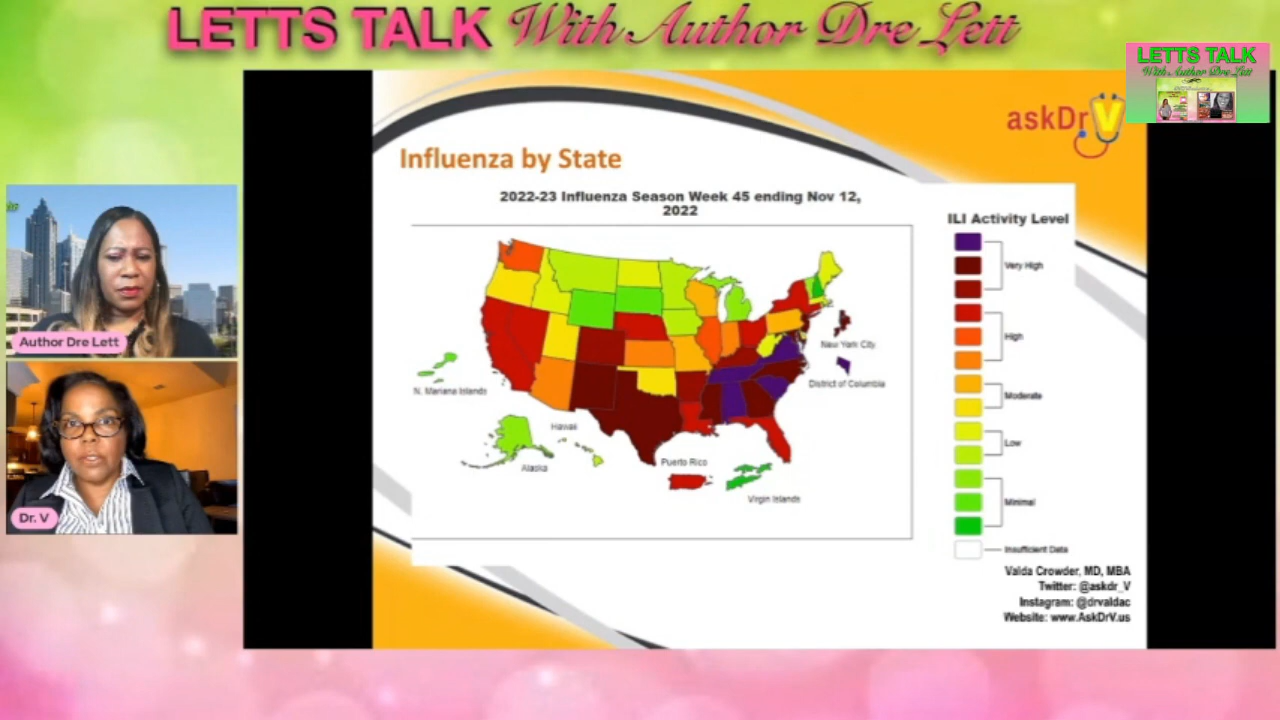 LETTS TALK With Author Dre Lett
LETTS TALK
With Author Dre Lett
askDrV
Influenza by State
2022-23 Influenza Season Week 45 ending Nov 12,
2022
ILI Activity Level
Very High
High
Moderate
Low
Minimal
Insufficient Data
New York City
District of Columbia
N. Mariana Islands
Hawaii
Alaska
Puerto Rico
Virgin Islands
Author Dre Lett
Dr. V
Valda Crowder, MD, MBA
Twitter: @askdr_V
Instagram: @drvaldac
Website: www.AskDrV.us